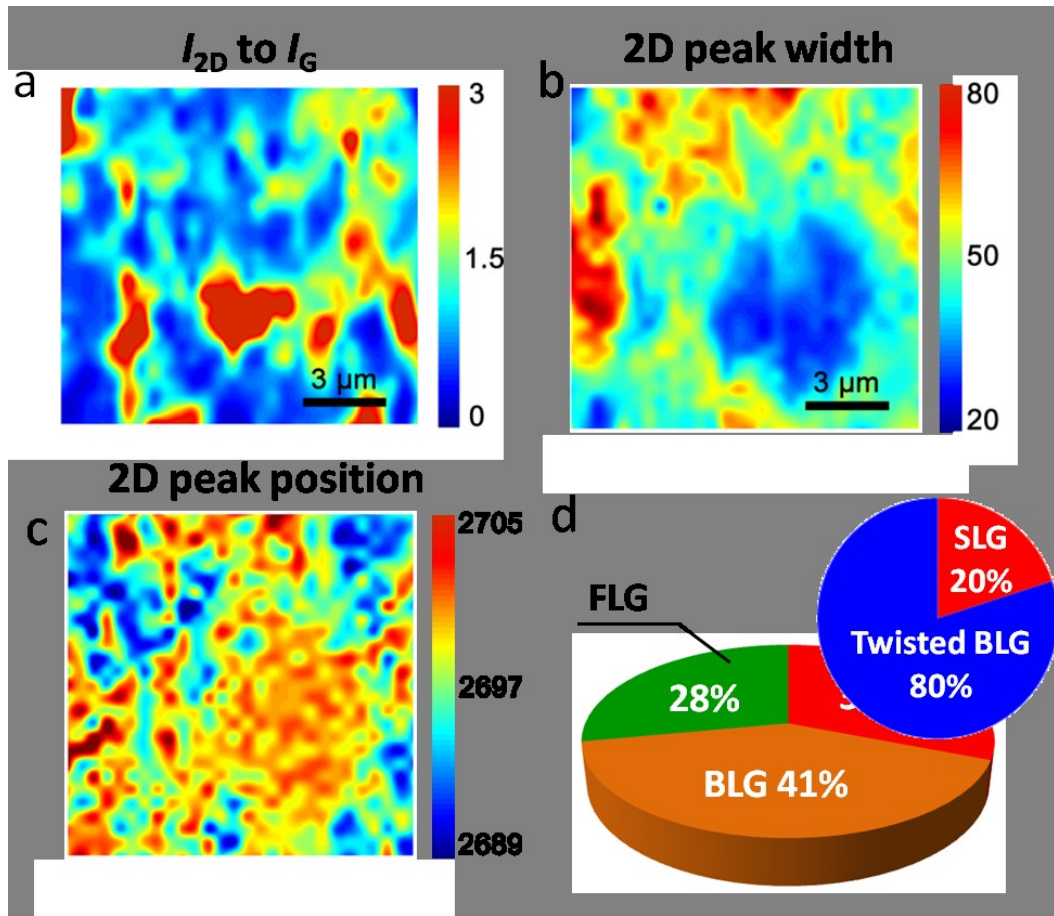 I2D to IG
a
3
1.5
0
3 µm
2D peak width
b
80
50
20
3 µm
2D peak position
c
2705
2697
2689
d
SLG
20%
Twisted BLG
80%
FLG
28%
BLG 41%